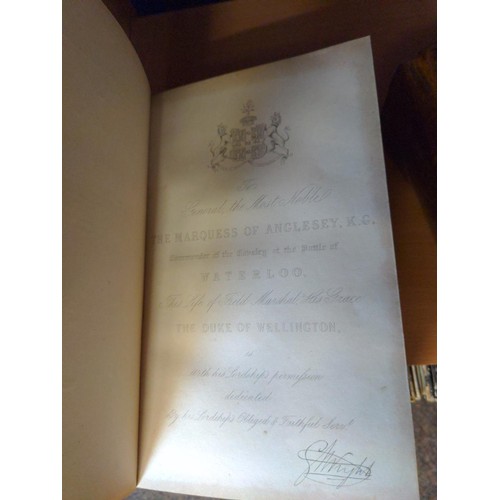 To
General, the Most Noble
THE MARQUESS OF ANGLESEY, K.G.
Commander of the Cavalry at the Battle of
WATERLOO,
This Life of Field Marshal His Grace
THE DUKE OF WELLINGTON,
is
with his Lordship's permission
dedicated
By his Lordship's Obliged & Faithful Servt
G Wright